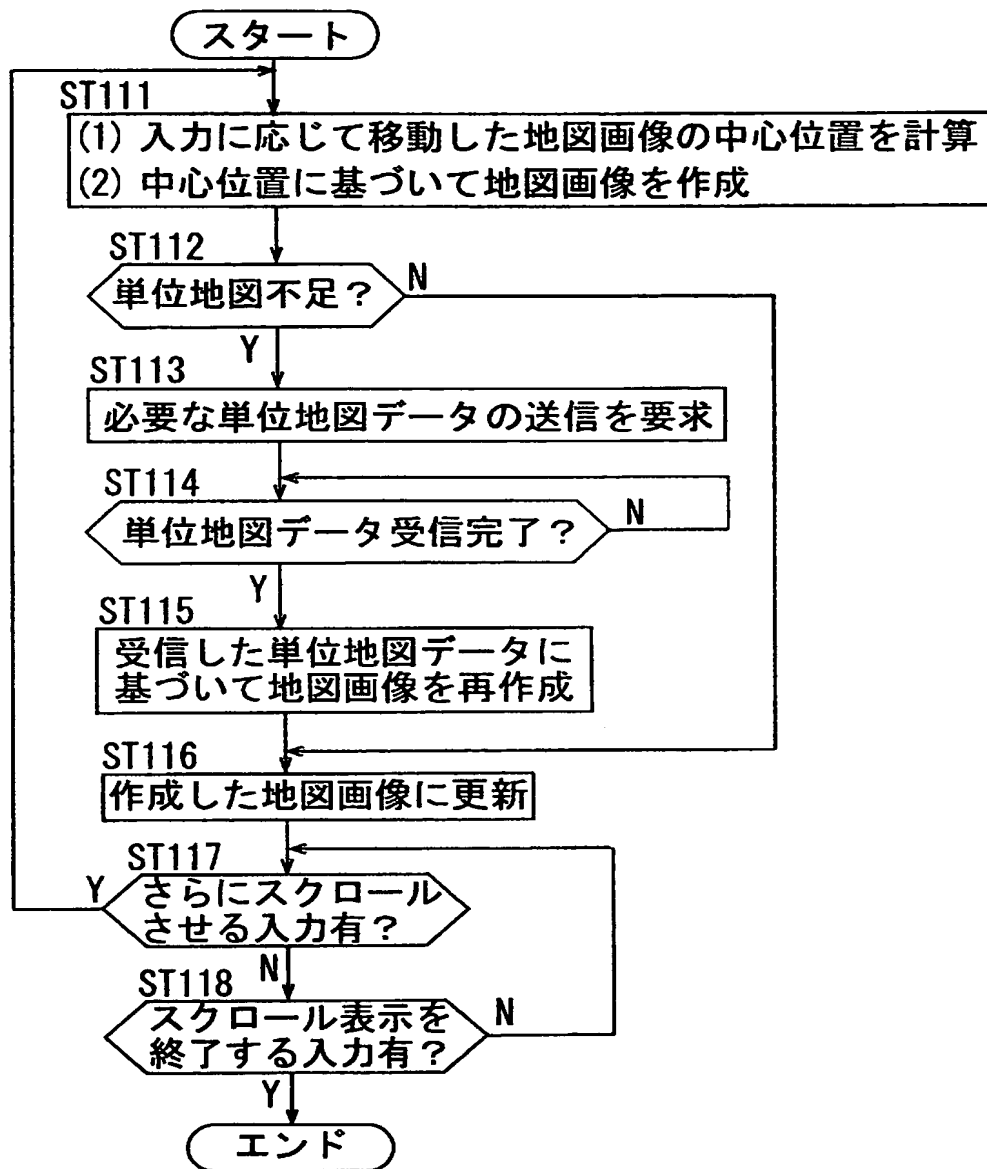 スタート
ST111
(1) 入力に応じて移動した地図画像の中心位置を計算
(2) 中心位置に基づいて地図画像を作成
ST112
単位地図不足？
N
Y
ST113
必要な単位地図データの送信を要求
ST114
単位地図データ受信完了？
N
Y
ST115
受信した単位地図データに
基づいて地図画像を再作成
ST116
作成した地図画像に更新
ST117
Y
さらにスクロール
させる入力有？
N
ST118
スクロール表示を
終了する入力有？
N
Y
エンド